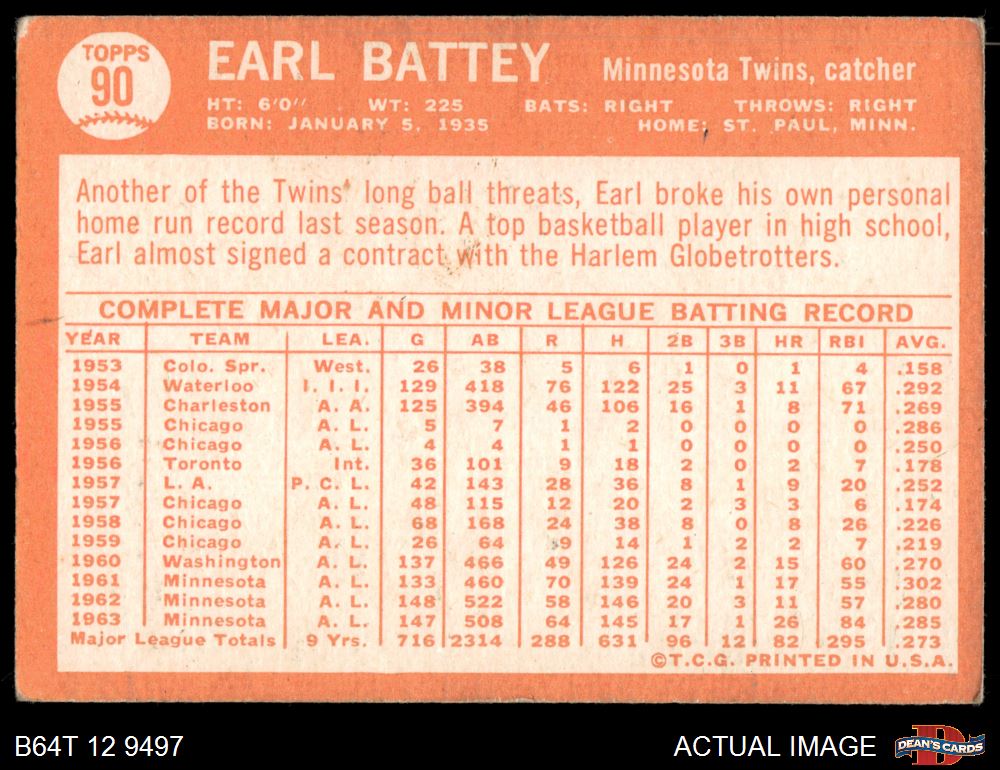 TOPPS
90
EARL BATTEY Minnesota Twins, catcher
HT: 6'0" WT: 225 BATS: RIGHT THROWS: RIGHT
BORN: JANUARY 5, 1935 HOME: ST. PAUL, MINN.
Another of the Twins' long ball threats, Earl broke his own personal
home run record last season. A top basketball player in high school,
Earl almost signed a contract with the Harlem Globetrotters.
COMPLETE MAJOR AND MINOR LEAGUE BATTING RECORD
YEAR TEAM LEA. G AB R H 2B 3B HR RBI AVG.
1953 Colo. Spr. West. 26 38 5 6 1 0 1 4 .158
1954 Waterloo I. I. I. 129 418 76 122 25 3 11 67 .292
1955 Charleston A. A. 125 394 46 106 16 1 8 71 .269
1955 Chicago A. L. 5 7 1 2 0 0 0 0 .286
1956 Chicago A. L. 4 4 1 1 0 0 0 0 .250
1956 Toronto Int. 36 101 9 18 2 0 2 7 .178
1957 L. A. P. C. L. 42 143 28 36 8 1 9 20 .252
1957 Chicago A. L. 48 115 12 20 2 3 3 6 .174
1958 Chicago A. L. 68 168 24 38 8 0 8 26 .226
1959 Chicago A. L. 26 64 9 14 1 2 2 7 .219
1960 Washington A. L. 137 466 49 126 24 2 15 60 .270
1961 Minnesota A. L. 133 460 70 139 24 1 17 55 .302
1962 Minnesota A. L. 148 522 58 146 20 3 11 57 .280
1963 Minnesota A. L. 147 508 64 145 17 1 26 84 .285
Major League Totals 9 Yrs. 716 2314 288 631 96 12 82 295 .273
©T.C.G. PRINTED IN U.S.A.
B64T 12 9497 ACTUAL IMAGE DEAN'S CARDS